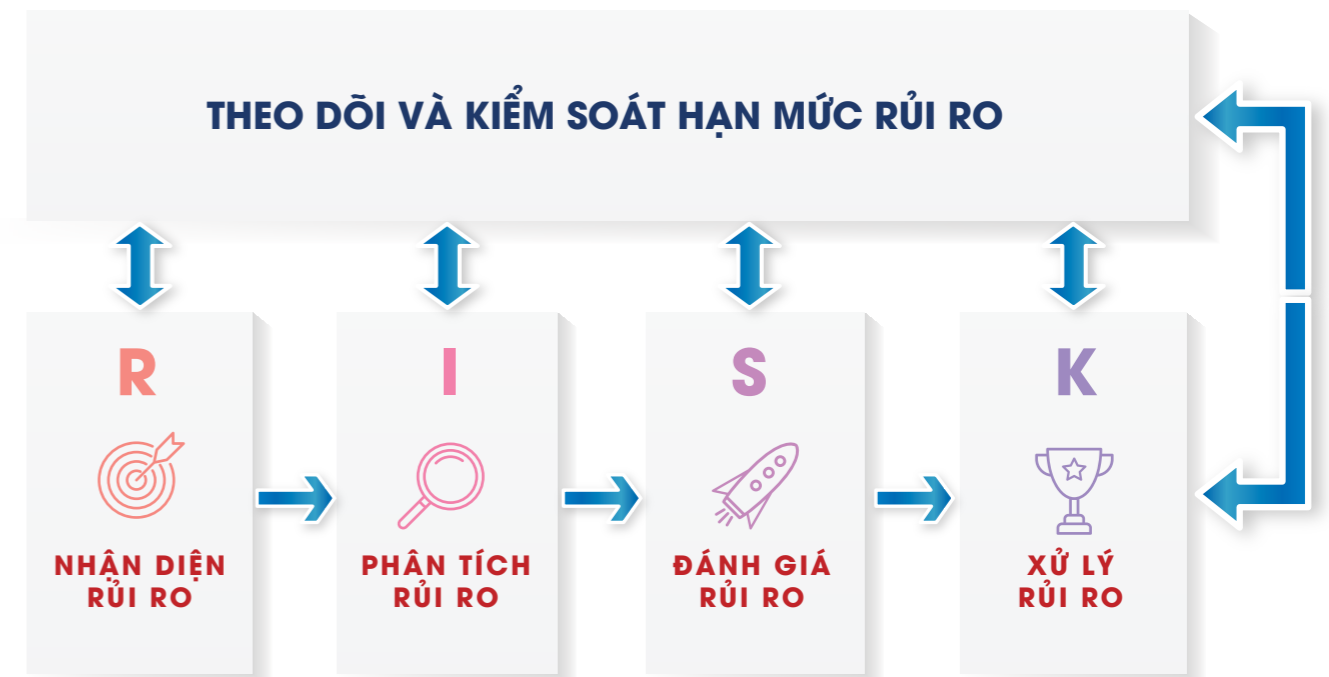 THEO DÕI VÀ KIỂM SOÁT HẠN MỨC RỦI RO
R
NHẬN DIỆN
RỦI RO
I
PHÂN TÍCH
RỦI RO
S
ĐÁNH GIÁ
RỦI RO
K
XỬ LÝ
RỦI RO